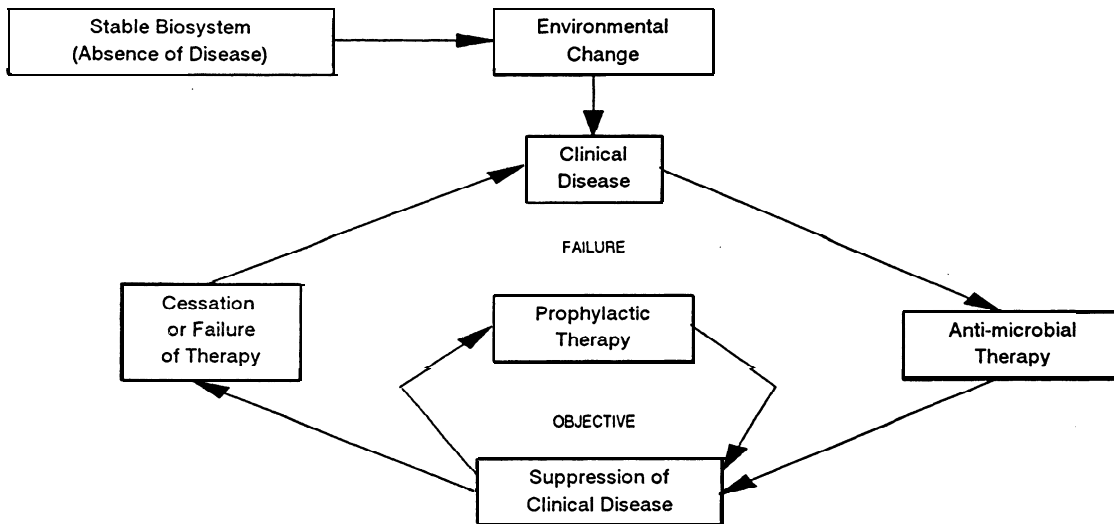 Stable Biosystem
(Absence of Disease)
Environmental
Change
Clinical
Disease
FAILURE
Cessation
or Failure
of Therapy
Prophylactic
Therapy
Anti-microbial
Therapy
OBJECTIVE
Suppression of
Clinical Disease